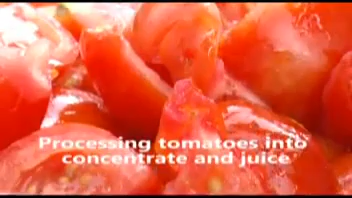 Processing tomatoes into
concentrate and juice